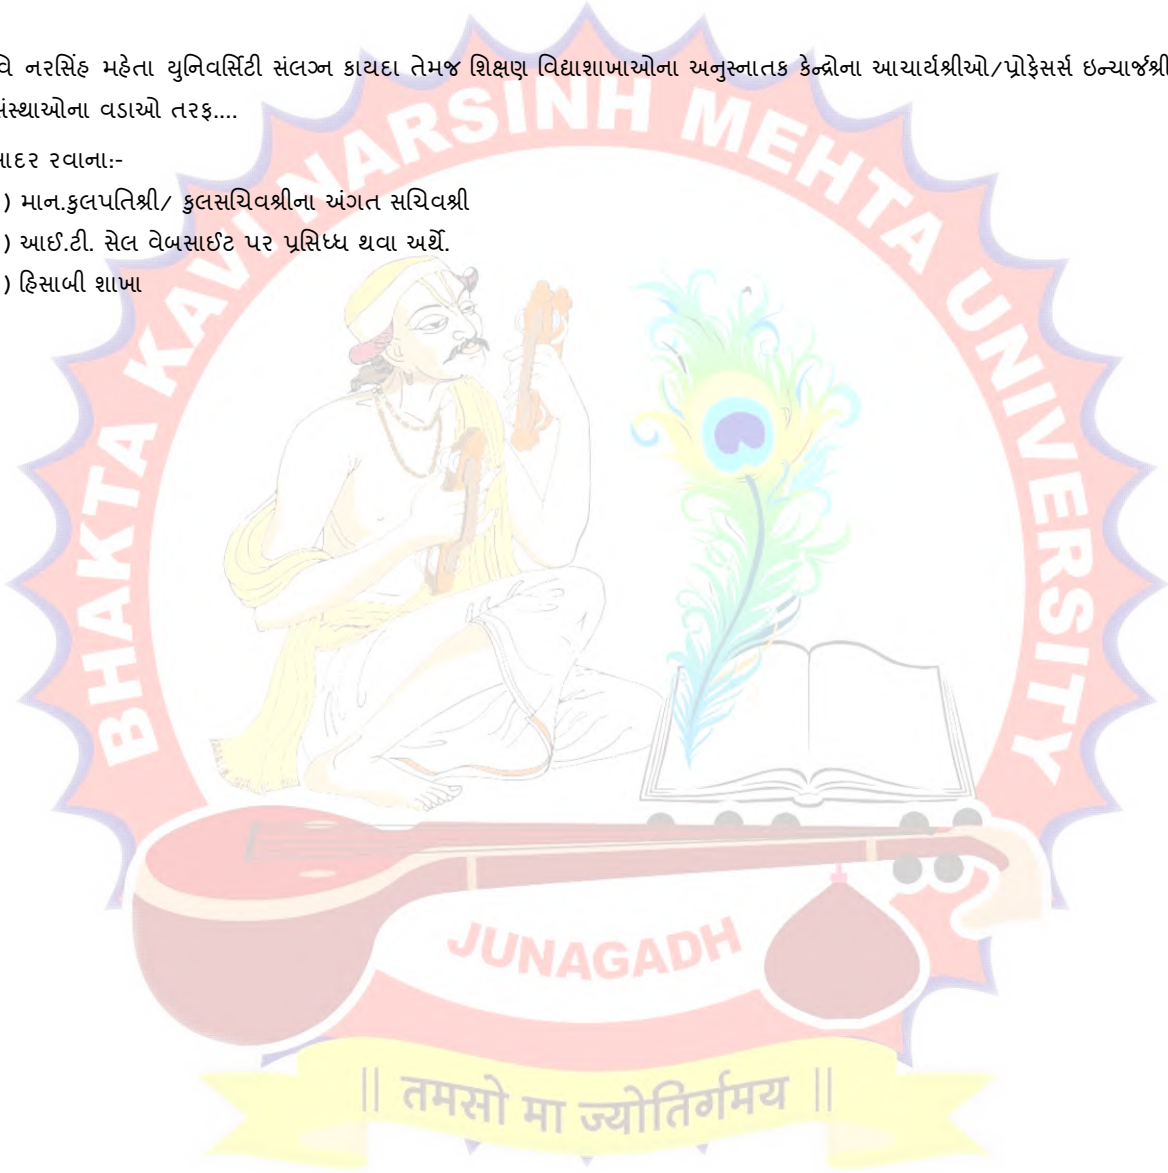 વિ નરસિંહ મહેતા યુનિવર્સિટી સંલગ્ન કાયદા તેમજ શિક્ષણ વિદ્યાશાખાઓના અનુસ્નાતક કેન્દ્રોના આચાર્યશ્રીઓ/પ્રોફેસર્સ ઇન્ચાર્જશ્રી
સંસ્થાઓના વડાઓ તરફ....
સાદર રવાના:-
) માન.કુલપતિશ્રી/ કુલસચિવશ્રીના અંગત સચિવશ્રી
) આઈ.ટી. સેલ વેબસાઈટ પર પ્રસિધ્ધ થવા અર્થે.
) હિસાબી શાખા
BHAKTA KAVI NARSINH MEHTA UNIVERSITY
JUNAGADH
|| तमसो मा ज्योतिर्गमय ||